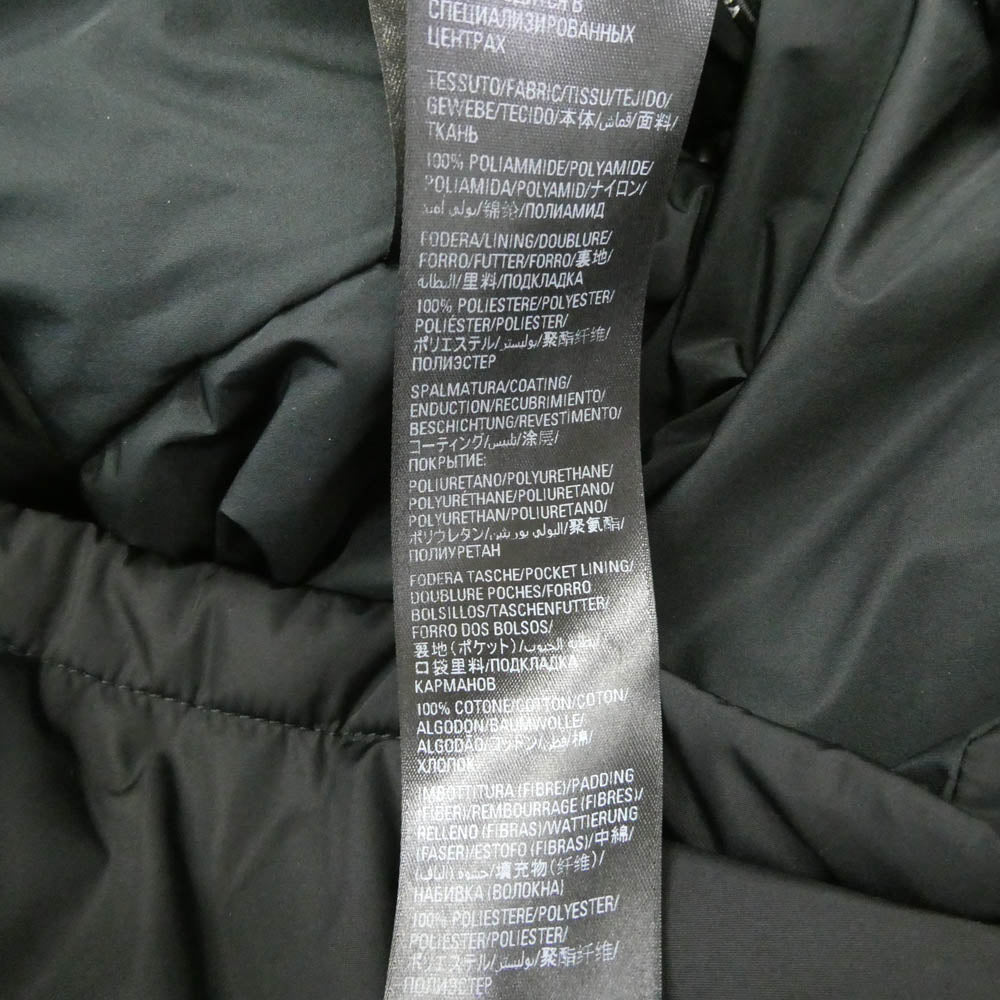 СПЕЦИАЛИЗИРОВАННЫХ
ЦЕНТРАХ
TESSUTO/FABRIC/TISSU/TEJIDO/
GEWEBE/TECIDO/本体/قماش/面料/
ТКАНЬ
100% POLIAMMIDE/POLYAMIDE/
POLIAMIDA/POLYAMID/ナイロン/
بولي أميد/锦纶/ПОЛИАМИД
FODERA/LINING/DOUBLURE/
FORRO/FUTTER/FORRO/裏地/
البطانة/里料/ПОДКЛАДКА
100% POLIESTERE/POLYESTER/
POLIÉSTER/POLIESTER/
ポリエステル/بوليستر/聚酯纤维/
ПОЛИЭСТЕР
SPALMATURA/COATING/
ENDUCTION/RECUBRIMIENTO/
BESCHICHTUNG/REVESTIMENTO/
コーティング/تلبيس/涂层/
ПОКРЫТИЕ:
POLIURETANO/POLYURETHANE/
POLYURÉTHANE/POLIURETANO/
POLYURETHAN/POLIURETANO/
ポリウレタン/البولي يوريثين/聚氨酯/
ПОЛИУРЕТАН
FODERA TASCHE/POCKET LINING/
DOUBLURE POCHES/FORRO
BOLSILLOS/TASCHENFUTTER/
FORRO DOS BOLSOS/
裏地(ポケット)/بطانة الجيوب/
口袋里料/ПОДКЛАДКА
КАРМАНОВ
100% COTONE/COTTON/COTON/
ALGODON/BAUMWOLLE/
ALGODÃO/コットン/قطن/棉/
ХЛОПОК
IMBOTTITURA (FIBRE)/PADDING
(FIBER)/REMBOURRAGE (FIBRES)/
RELLENO (FIBRAS)/WATTIERUNG
(FASER)/ESTOFO (FIBRAS)/中綿/
حشوة (ألياف)/填充物(纤维)/
НАБИВКА (ВОЛОКНА)
100% POLIESTERE/POLYESTER/
POLIÉSTER/POLIESTER/
ポリエステル/بوليستر/聚酯纤维/
ПОЛИЭСТЕР